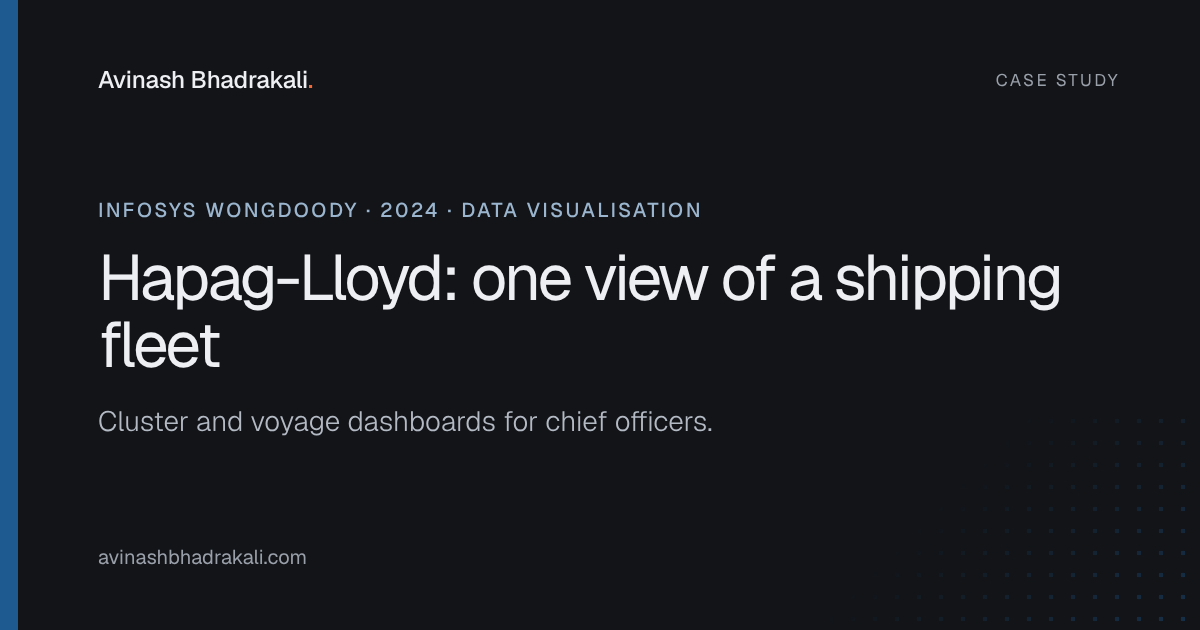 Avinash Bhadrakali.
CASE STUDY
INFOSYS WONGDOODY · 2024 · DATA VISUALISATION
Hapag-Lloyd: one view of a shipping
fleet
Cluster and voyage dashboards for chief officers.
avinashbhadrakali.com